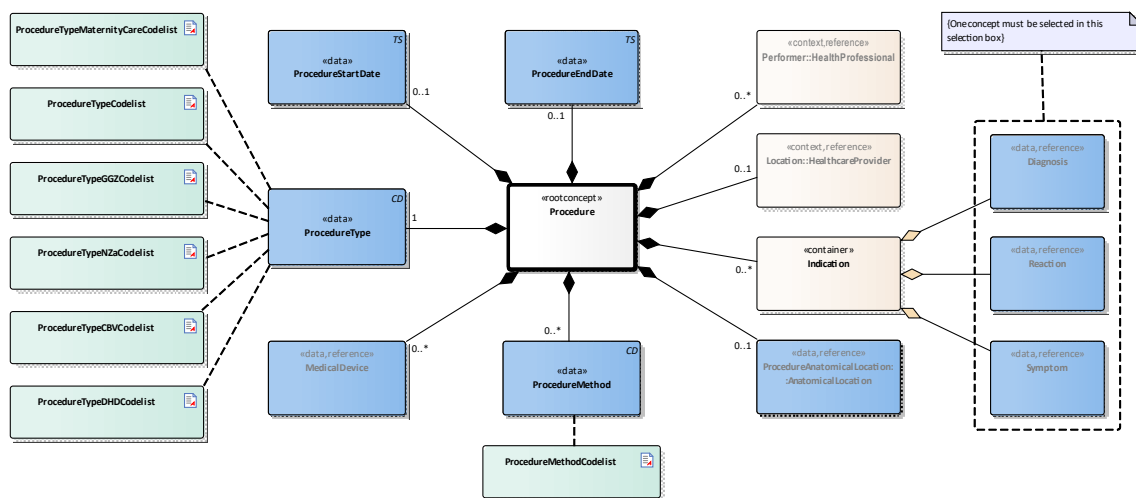 ProcedureTypeMaternityCareCodelist
ProcedureTypeCodelist
ProcedureTypeGGZCodelist
ProcedureTypeNZaCodelist
ProcedureTypeCBVCodelist
ProcedureTypeDHDCodelist
TS
«data»
ProcedureStartDate
0..1
TS
«data»
ProcedureEndDate
0..1
«context,reference»
Performer::HealthProfessional
0..*
{One concept must be selected in this
selection box}
«context,reference»
Location::HealthcareProvider
0..1
«data,reference»
Diagnosis
CD
«data»
ProcedureType
1
«rootconcept»
Procedure
«container»
Indication
0..*
«data,reference»
Reaction
«data,reference»
MedicalDevice
0..*
CD
«data»
ProcedureMethod
0..*
«data,reference»
ProcedureAnatomicalLocation:
:AnatomicalLocation
0..1
«data,reference»
Symptom
ProcedureMethodCodelist